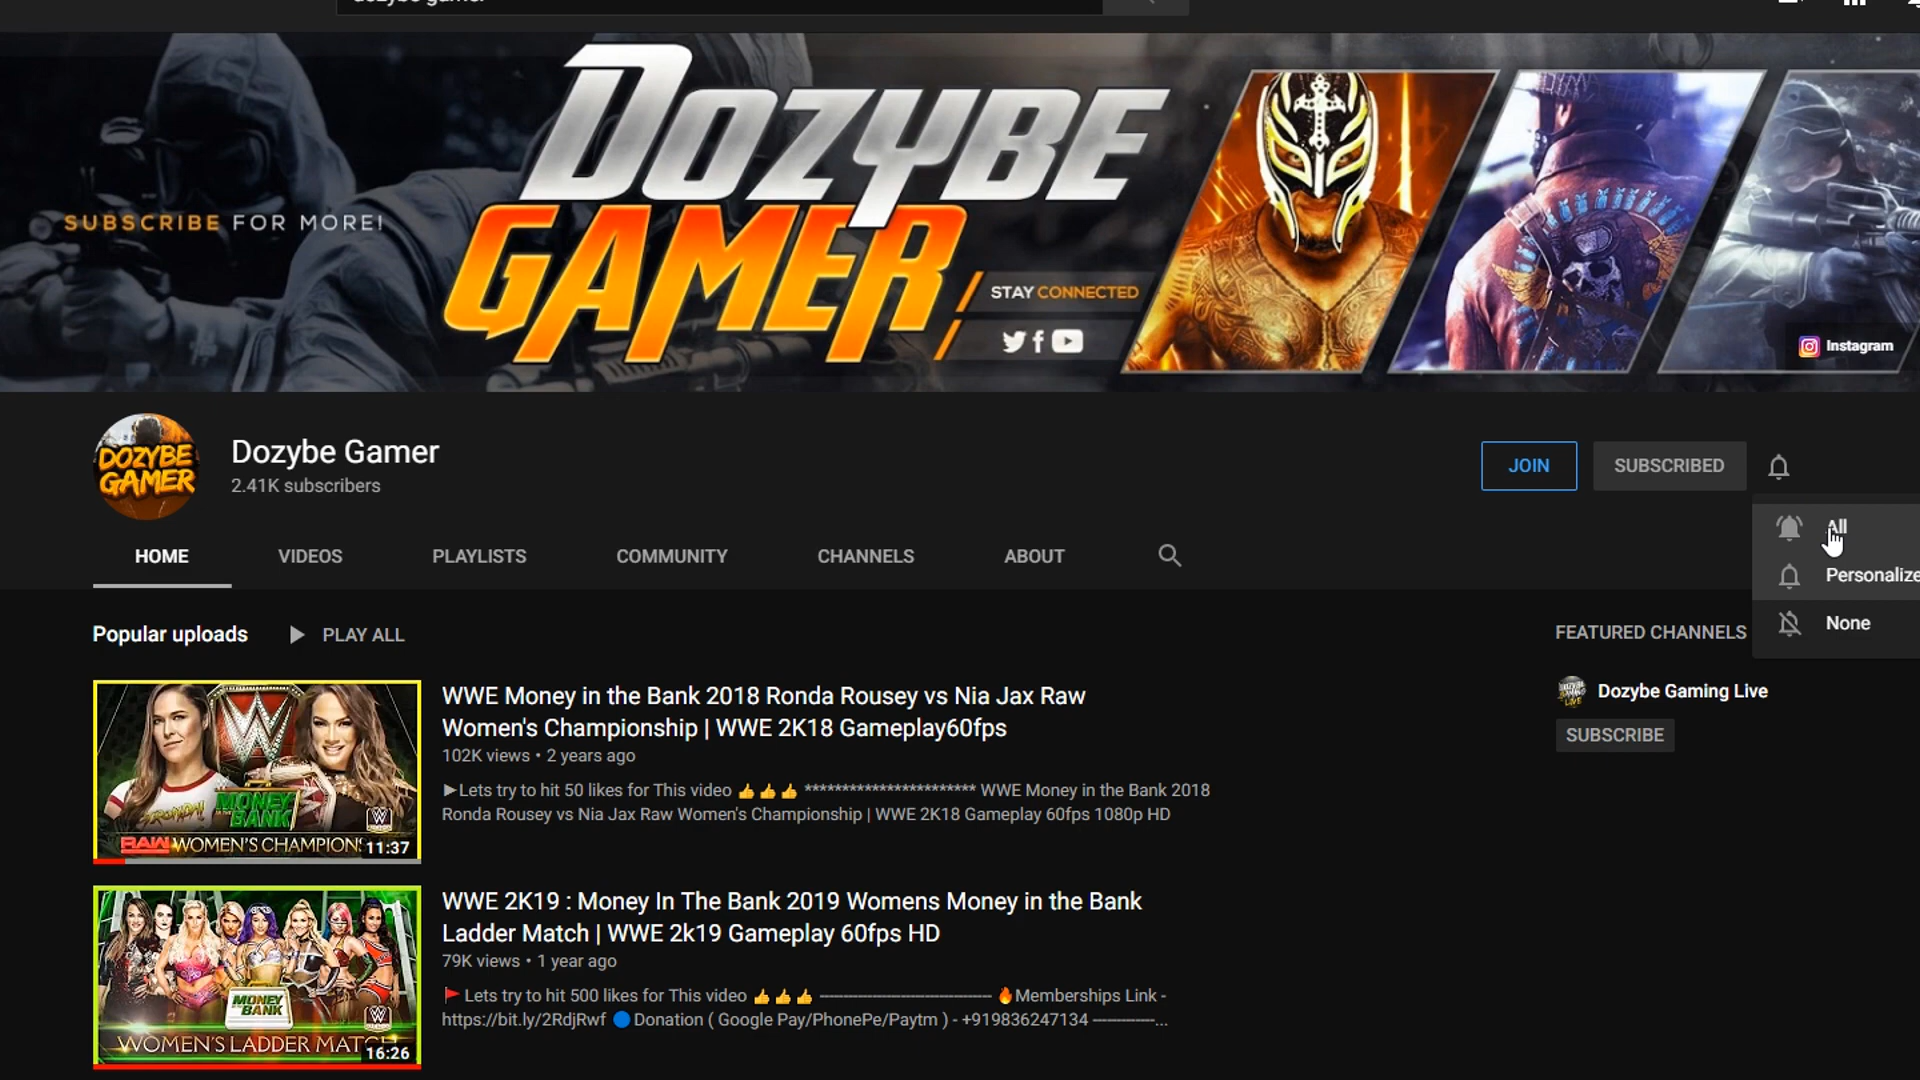 SUBSCRIBE FOR MORE!
DOZYBE
GAMER
STAY CONNECTED
Instagram
DOZYBE
GAMER
Dozybe Gamer
2.41K subscribers
JOIN
SUBSCRIBED
All
Personalize
None
HOME VIDEOS PLAYLISTS COMMUNITY CHANNELS ABOUT
Popular uploads PLAY ALL
FEATURED CHANNELS
Dozybe Gaming Live
SUBSCRIBE
MONEY
IN THE
BANK
RAW WOMEN'S CHAMPIONS
11:37
WWE Money in the Bank 2018 Ronda Rousey vs Nia Jax Raw
Women's Championship | WWE 2K18 Gameplay60fps
102K views • 2 years ago
►Lets try to hit 50 likes for This video 👍👍👍 *********************** WWE Money in the Bank 2018
Ronda Rousey vs Nia Jax Raw Women's Championship | WWE 2K18 Gameplay 60fps 1080p HD
MONEY
IN THE
BANK
WOMEN'S LADDER MATCH
16:26
WWE 2K19 : Money In The Bank 2019 Womens Money in the Bank
Ladder Match | WWE 2k19 Gameplay 60fps HD
79K views • 1 year ago
🚩 Lets try to hit 500 likes for This video 👍👍👍 ---------------------------------- 🔥Memberships Link -
https://bit.ly/2RdjRwf 🔵 Donation ( Google Pay/PhonePe/Paytm ) - +919836247134 ------------...